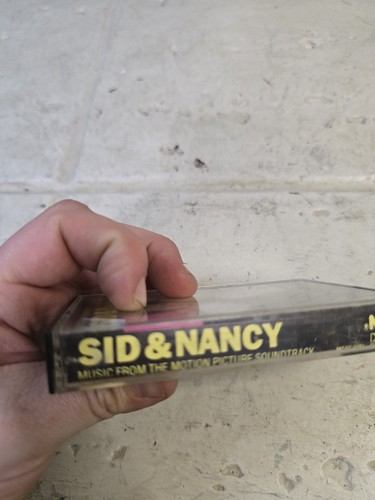 SID & NANCY
MUSIC FROM THE MOTION PICTURE SOUNDTRACK